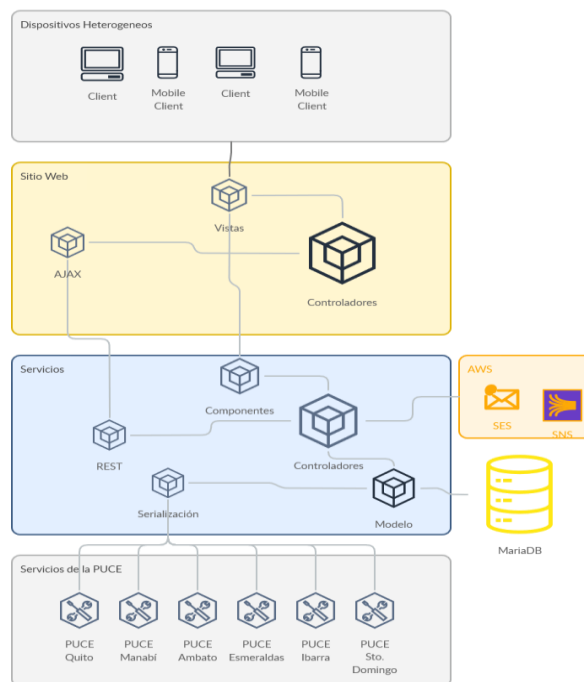 Dispositivos Heterogeneos
Client
Mobile
Client
Client
Mobile
Client
Sitio Web
Vistas
AJAX
Controladores
Servicios
Componentes
REST
Controladores
Serialización
Modelo
AWS
SES
SNS
MariaDB
Servicios de la PUCE
PUCE
Quito
PUCE
Manabí
PUCE
Ambato
PUCE
Esmeraldas
PUCE
Ibarra
PUCE
Sto.
Domingo